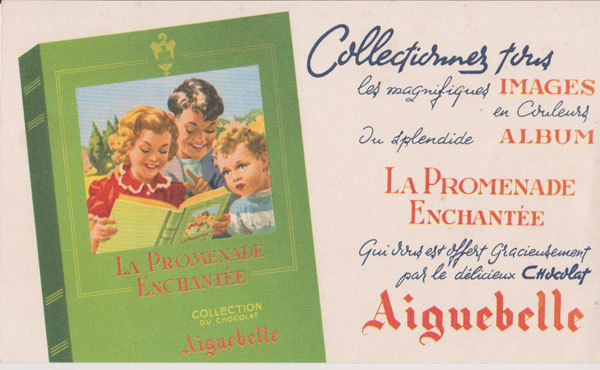 Collectionnez tous
les magnifiques IMAGES
en Couleurs
Du splendide ALBUM
LA PROMENADE
ENCHANTÉE
Qui vous est offert Gracieusement
par le délicieux CHOCOLAT
Aiguebelle
LA PROMENADE
ENCHANTÉE
COLLECTION
DU CHOCOLAT
Aiguebelle